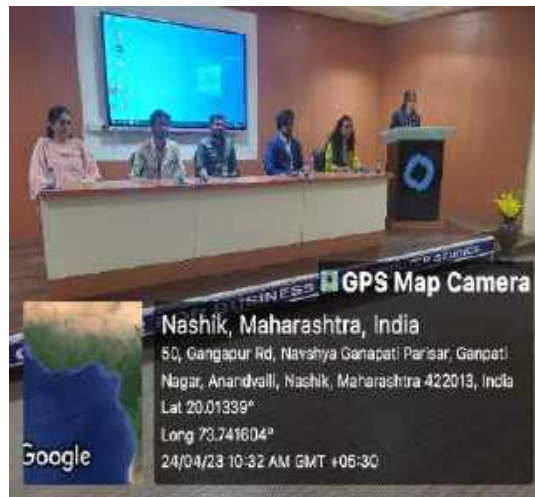 BUSINESS
GPS Map Camera
Nashik, Maharashtra, India
50, Gangapur Rd, Navshya Ganapati Parisar, Ganpati
Nagar, Anandvalli, Nashik, Maharashtra 422013, India
Lat 20.01339°
Long 73.741604°
24/04/23 10:32 AM GMT +05:30
Google